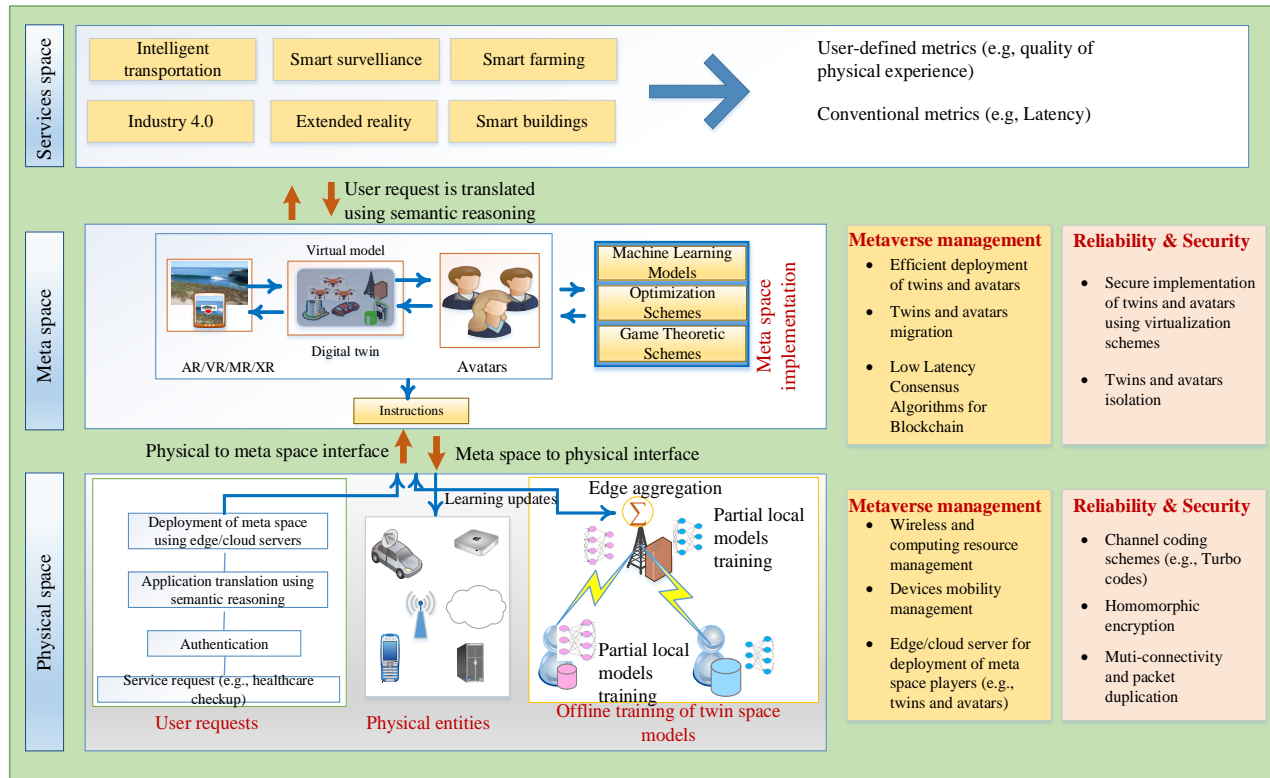 Services space
Intelligent
transportation
Smart survelliance
Smart farming
Industry 4.0
Extended reality
Smart buildings
User-defined metrics (e.g, quality of
physical experience)
Conventional metrics (e.g, Latency)
User request is translated
using semantic reasoning
Meta space
Virtual model
Digital twin
AR/VR/MR/XR
Avatars
Instructions
Machine Learning
Models
Optimization
Schemes
Game Theoretic
Schemes
Meta space
implementation
Metaverse management
• Efficient deployment
of twins and avatars
• Twins and avatars
migration
• Low Latency
Consensus
Algorithms for
Blockchain
Reliability & Security
• Secure implementation
of twins and avatars
using virtualization
schemes
• Twins and avatars
isolation
Physical to meta space interface
Meta space to physical interface
Physical space
Deployment of meta space
using edge/cloud servers
Application translation using
semantic reasoning
Authentication
Service request (e.g., healthcare
checkup)
User requests
Learning updates
Physical entities
Edge aggregation
Σ
Partial local
models
training
Partial local
models
training
Offline training of twin space
models
Metaverse management
• Wireless and
computing resource
management
• Devices mobility
management
• Edge/cloud server for
deployment of meta
space players (e.g.,
twins and avatars)
Reliability & Security
• Channel coding
schemes (e.g., Turbo
codes)
• Homomorphic
encryption
• Muti-connectivity
and packet
duplication